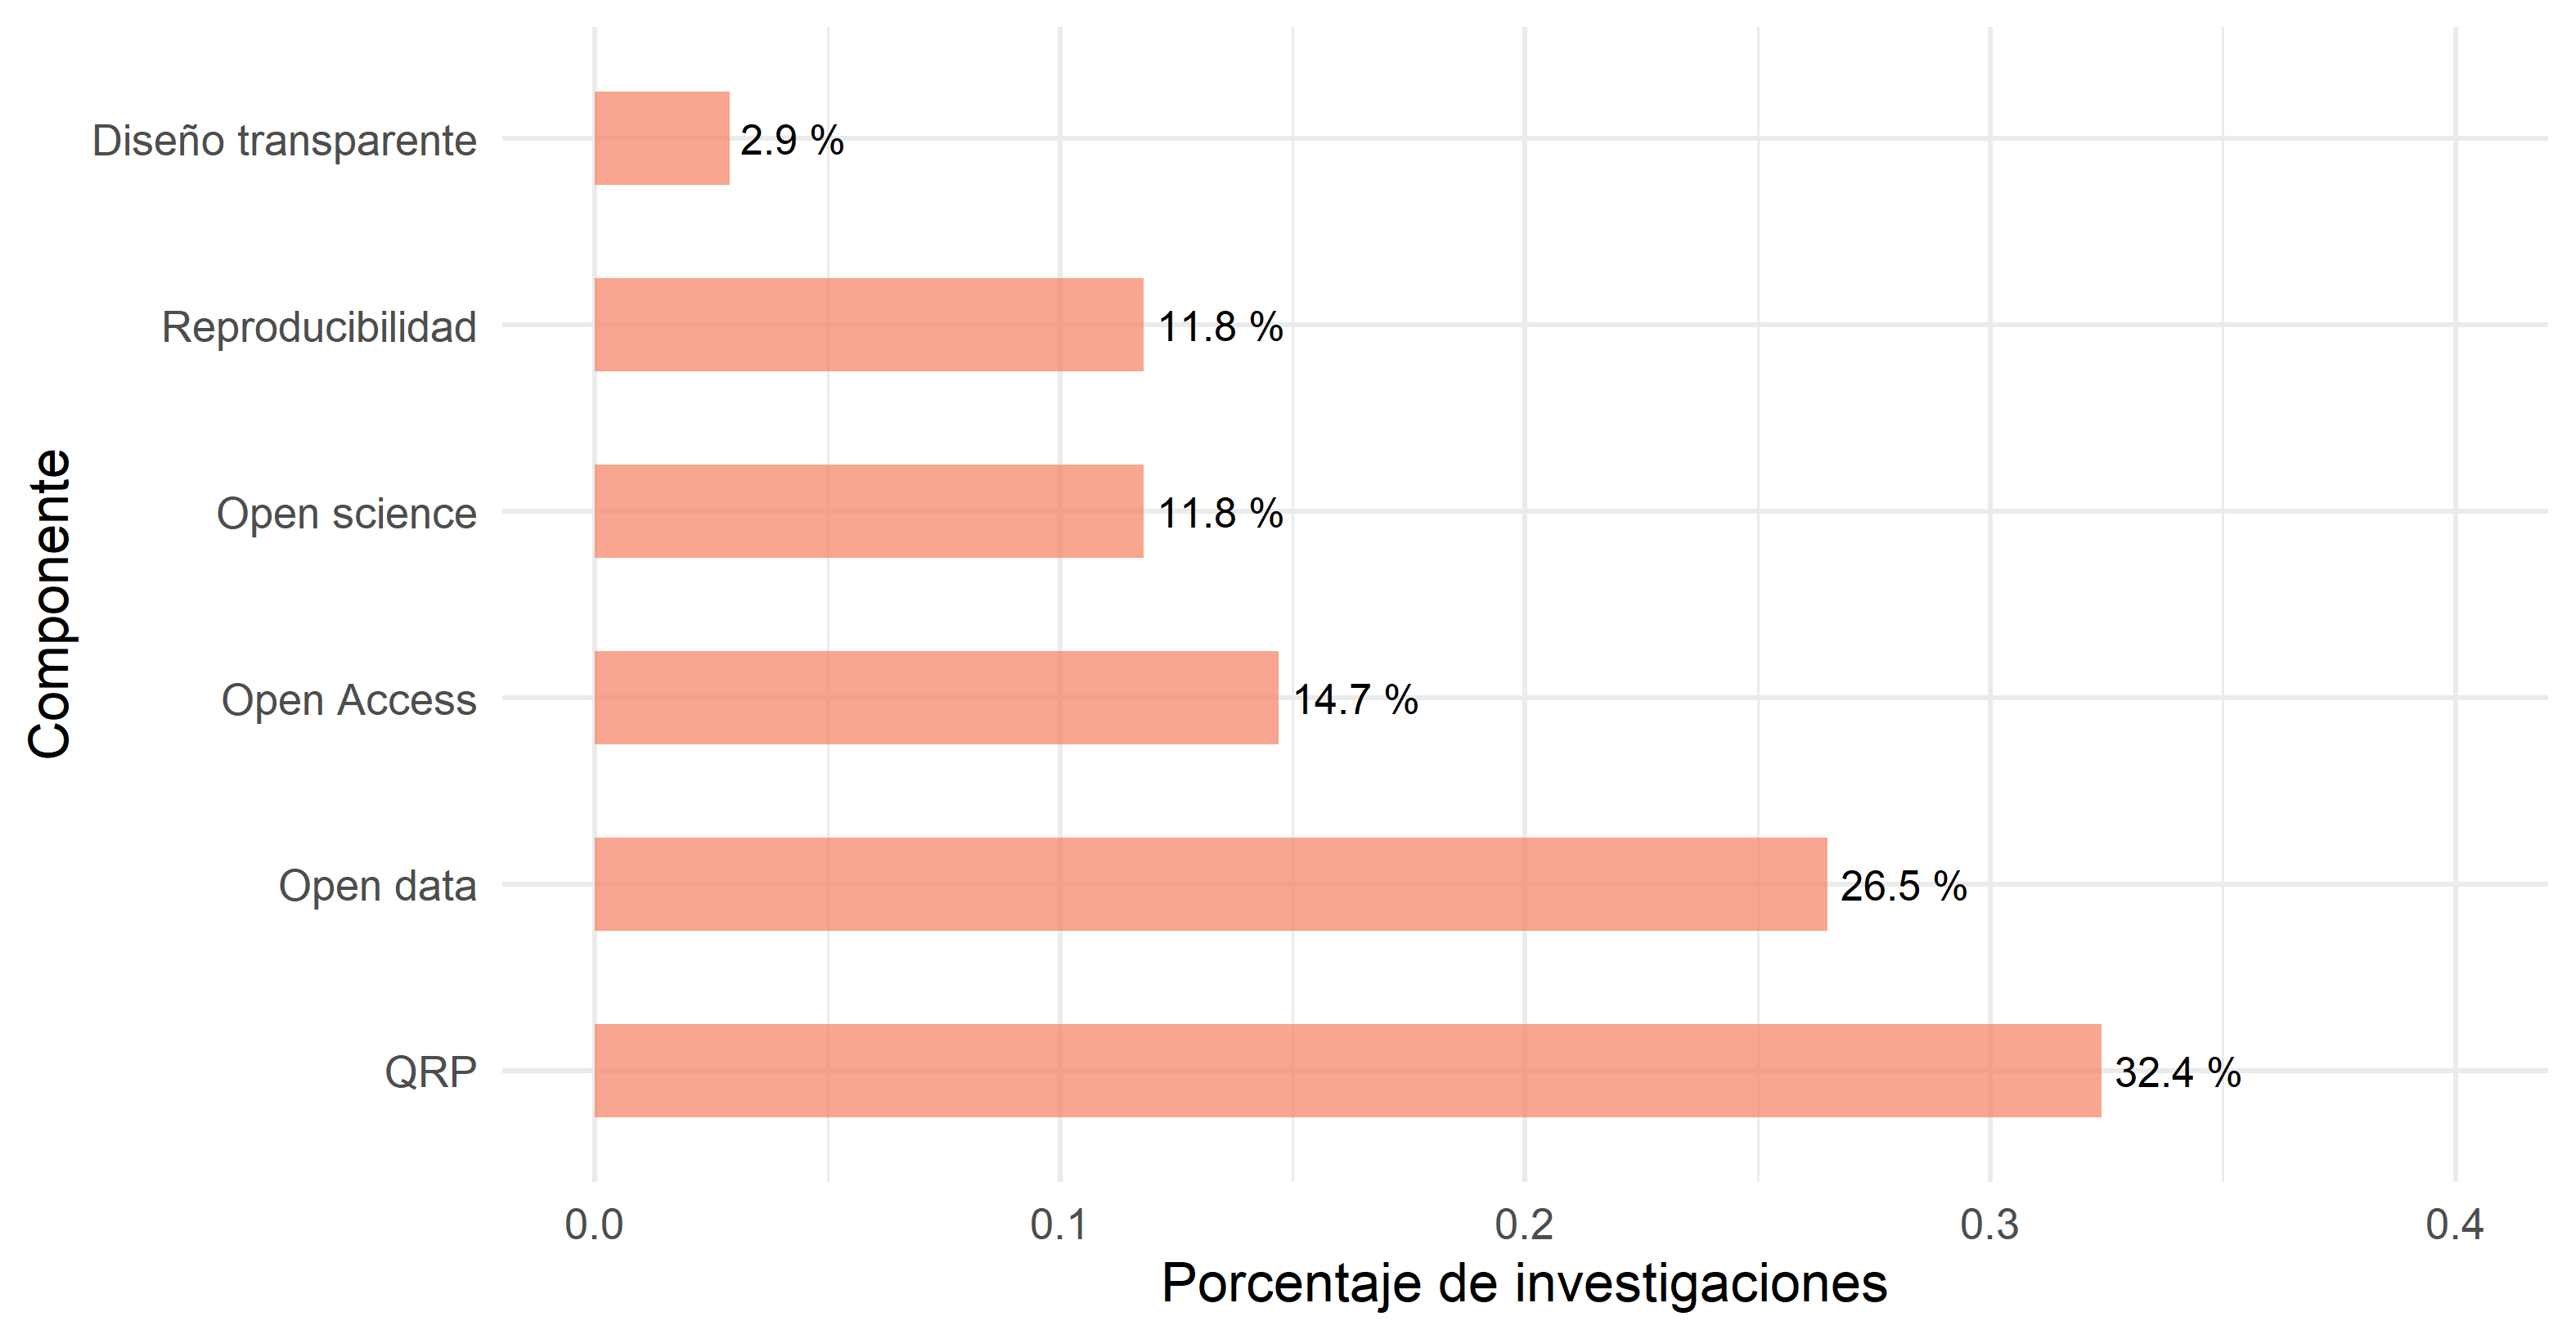 Componente
Diseño transparente
2.9 %
Reproducibilidad
11.8 %
Open science
11.8 %
Open Access
14.7 %
Open data
26.5 %
QRP
32.4 %
0.0
0.1
0.2
0.3
0.4
Porcentaje de investigaciones